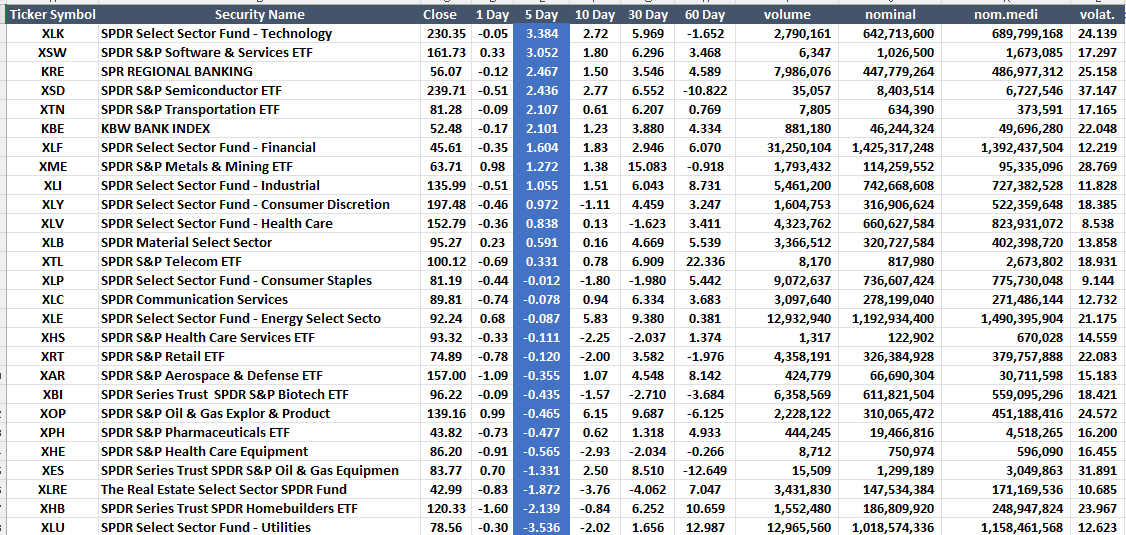 Ticker Symbol Security Name Close 1 Day 5 Day 10 Day 30 Day 60 Day volume nominal nom.medi volat.
XLK SPDR Select Sector Fund - Technology 230.35 -0.05 3.384 2.72 5.969 -1.652 2,790,161 642,713,600 689,799,168 24.139
XSW SPDR S&P Software & Services ETF 161.73 0.33 3.052 1.80 6.296 3.468 6,347 1,026,500 1,673,085 17.297
KRE SPR REGIONAL BANKING 56.07 -0.12 2.467 1.50 3.546 4.589 7,986,076 447,779,264 486,977,312 25.158
XSD SPDR S&P Semiconductor ETF 239.71 -0.51 2.436 2.77 6.552 -10.822 35,057 8,403,514 6,727,546 37.147
XTN SPDR S&P Transportation ETF 81.28 -0.09 2.107 0.61 6.207 0.769 7,805 634,390 373,591 17.165
KBE KBW BANK INDEX 52.48 -0.17 2.101 1.23 3.880 4.334 881,180 46,244,324 49,696,280 22.048
XLF SPDR Select Sector Fund - Financial 45.61 -0.35 1.604 1.83 2.946 6.070 31,250,104 1,425,317,248 1,392,437,504 12.219
XME SPDR S&P Metals & Mining ETF 63.71 0.98 1.272 1.38 15.083 -0.918 1,793,432 114,259,552 95,335,096 28.769
XLI SPDR Select Sector Fund - Industrial 135.99 -0.51 1.055 1.51 6.043 8.731 5,461,200 742,668,608 727,382,528 11.828
XLY SPDR Select Sector Fund - Consumer Discretion 197.48 -0.46 0.972 -1.11 4.459 3.247 1,604,753 316,906,624 522,359,648 18.385
XLV SPDR Select Sector Fund - Health Care 152.79 -0.36 0.838 0.13 -1.623 3.411 4,323,762 660,627,584 823,931,072 8.538
XLB SPDR Material Select Sector 95.27 0.23 0.591 0.16 4.669 5.539 3,366,512 320,727,584 402,398,720 13.858
XTL SPDR S&P Telecom ETF 100.12 -0.69 0.331 0.78 6.909 22.336 8,170 817,980 2,673,802 18.931
XLP SPDR Select Sector Fund - Consumer Staples 81.19 -0.44 -0.012 -1.80 -1.980 5.442 9,072,637 736,607,424 775,730,048 9.144
XLC SPDR Communication Services 89.81 -0.74 -0.078 0.94 6.334 3.683 3,097,640 278,199,040 271,486,144 12.732
XLE SPDR Select Sector Fund - Energy Select Secto 92.24 0.68 -0.087 5.83 9.380 0.381 12,932,940 1,192,934,400 1,490,395,904 21.175
XHS SPDR S&P Health Care Services ETF 93.32 -0.33 -0.111 -2.25 -2.037 1.374 1,317 122,902 670,028 14.559
XRT SPDR S&P Retail ETF 74.89 -0.78 -0.120 -2.00 3.582 -1.976 4,358,191 326,384,928 379,757,888 22.083
XAR SPDR S&P Aerospace & Defense ETF 157.00 -1.09 -0.355 1.07 4.548 8.142 424,779 66,690,304 30,711,598 15.183
XBI SPDR Series Trust SPDR S&P Biotech ETF 96.22 -0.09 -0.435 -1.57 -2.710 -3.684 6,358,569 611,821,504 559,095,296 18.421
XOP SPDR S&P Oil & Gas Explor & Product 139.16 0.99 -0.465 6.15 9.687 -6.125 2,228,122 310,065,472 451,188,416 24.572
XPH SPDR S&P Pharmaceuticals ETF 43.82 -0.73 -0.477 0.62 1.318 4.933 444,245 19,466,816 4,518,265 16.200
XHE SPDR S&P Health Care Equipment 86.20 -0.91 -0.565 -2.93 -2.034 -0.266 8,712 750,974 596,090 16.455
XES SPDR Series Trust SPDR S&P Oil & Gas Equipmen 83.77 0.70 -1.331 2.50 8.510 -12.649 15,509 1,299,189 3,049,863 31.891
XLRE The Real Estate Select Sector SPDR Fund 42.99 -0.83 -1.872 -3.76 -4.062 7.047 3,431,830 147,534,384 171,169,536 10.685
XHB SPDR Series Trust SPDR Homebuilders ETF 120.33 -1.60 -2.139 -0.84 6.252 10.659 1,552,480 186,809,920 248,947,824 23.967
XLU SPDR Select Sector Fund - Utilities 78.56 -0.30 -3.536 -2.02 1.656 12.987 12,965,560 1,018,574,336 1,158,461,568 12.623